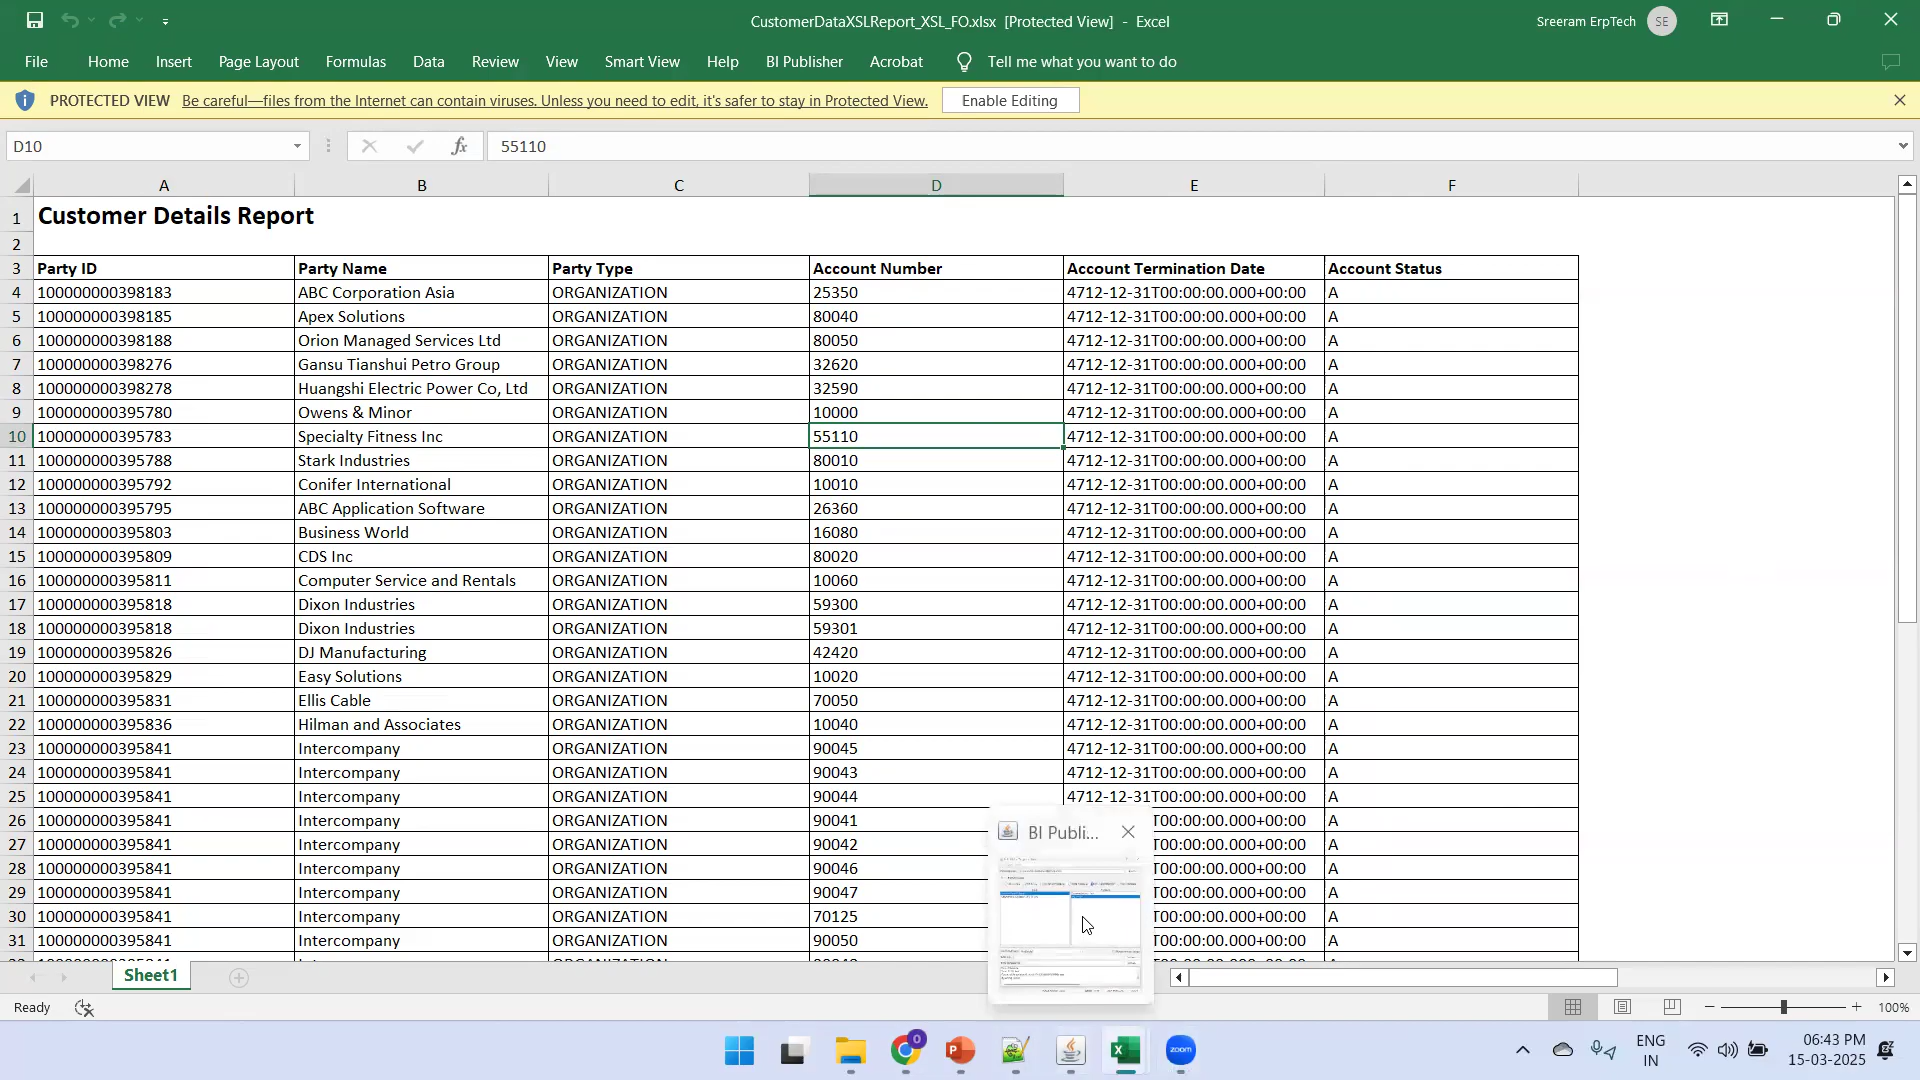 CustomerDataXSLReport_XSL_FO.xlsx [Protected View] - Excel
Sreeram ErpTech SE
File Home Insert Page Layout Formulas Data Review View Smart View Help BI Publisher Acrobat Tell me what you want to do
PROTECTED VIEW Be careful—files from the Internet can contain viruses. Unless you need to edit, it's safer to stay in Protected View. Enable Editing
D10 fx 55110
A B C D E F
1 Customer Details Report
2
3 Party ID Party Name Party Type Account Number Account Termination Date Account Status
4 100000000398183 ABC Corporation Asia ORGANIZATION 25350 4712-12-31T00:00:00.000+00:00 A
5 100000000398185 Apex Solutions ORGANIZATION 80040 4712-12-31T00:00:00.000+00:00 A
6 100000000398188 Orion Managed Services Ltd ORGANIZATION 80050 4712-12-31T00:00:00.000+00:00 A
7 100000000398276 Gansu Tianshui Petro Group ORGANIZATION 32620 4712-12-31T00:00:00.000+00:00 A
8 100000000398278 Huangshi Electric Power Co, Ltd ORGANIZATION 32590 4712-12-31T00:00:00.000+00:00 A
9 100000000395780 Owens & Minor ORGANIZATION 10000 4712-12-31T00:00:00.000+00:00 A
10 100000000395783 Specialty Fitness Inc ORGANIZATION 55110 4712-12-31T00:00:00.000+00:00 A
11 100000000395788 Stark Industries ORGANIZATION 80010 4712-12-31T00:00:00.000+00:00 A
12 100000000395792 Conifer International ORGANIZATION 10010 4712-12-31T00:00:00.000+00:00 A
13 100000000395795 ABC Application Software ORGANIZATION 26360 4712-12-31T00:00:00.000+00:00 A
14 100000000395803 Business World ORGANIZATION 16080 4712-12-31T00:00:00.000+00:00 A
15 100000000395809 CDS Inc ORGANIZATION 80020 4712-12-31T00:00:00.000+00:00 A
16 100000000395811 Computer Service and Rentals ORGANIZATION 10060 4712-12-31T00:00:00.000+00:00 A
17 100000000395818 Dixon Industries ORGANIZATION 59300 4712-12-31T00:00:00.000+00:00 A
18 100000000395818 Dixon Industries ORGANIZATION 59301 4712-12-31T00:00:00.000+00:00 A
19 100000000395826 DJ Manufacturing ORGANIZATION 42420 4712-12-31T00:00:00.000+00:00 A
20 100000000395829 Easy Solutions ORGANIZATION 10020 4712-12-31T00:00:00.000+00:00 A
21 100000000395831 Ellis Cable ORGANIZATION 70050 4712-12-31T00:00:00.000+00:00 A
22 100000000395836 Hilman and Associates ORGANIZATION 10040 4712-12-31T00:00:00.000+00:00 A
23 100000000395841 Intercompany ORGANIZATION 90045 4712-12-31T00:00:00.000+00:00 A
24 100000000395841 Intercompany ORGANIZATION 90043 4712-12-31T00:00:00.000+00:00 A
25 100000000395841 Intercompany ORGANIZATION 90044 4712-12-31T00:00:00.000+00:00 A
26 100000000395841 Intercompany ORGANIZATION 90041 T00:00:00.000+00:00 A
27 100000000395841 Intercompany ORGANIZATION 90042 T00:00:00.000+00:00 A
28 100000000395841 Intercompany ORGANIZATION 90046 T00:00:00.000+00:00 A
29 100000000395841 Intercompany ORGANIZATION 90047 T00:00:00.000+00:00 A
30 100000000395841 Intercompany ORGANIZATION 70125 T00:00:00.000+00:00 A
31 100000000395841 Intercompany ORGANIZATION 90050 T00:00:00.000+00:00 A
BI Publi...
Sheet1
Ready 100%
zoom
ENG
IN
06:43 PM
15-03-2025